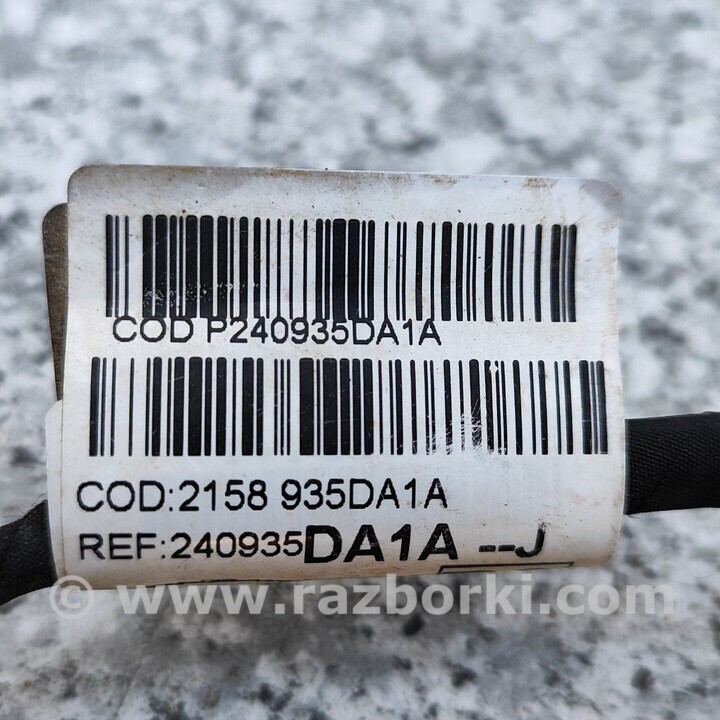 COD P240935DA1A
COD:2158 935DA1A
REF:240935DA1A --J
© www.razborki.com